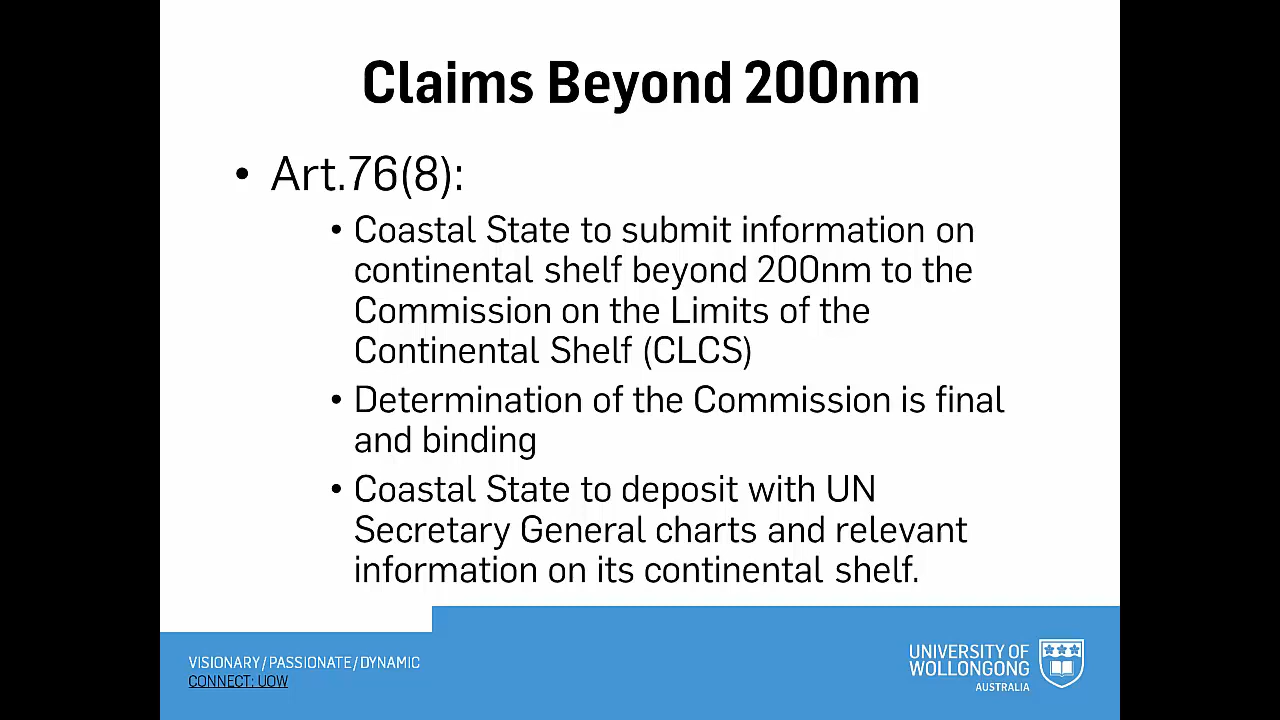 Claims Beyond 200nm
• Art.76(8):
• Coastal State to submit information on
continental shelf beyond 200nm to the
Commission on the Limits of the
Continental Shelf (CLCS)
• Determination of the Commission is final
and binding
• Coastal State to deposit with UN
Secretary General charts and relevant
information on its continental shelf.
VISIONARY / PASSIONATE / DYNAMIC
CONNECT: UOW
UNIVERSITY OF
WOLLONGONG
AUSTRALIA